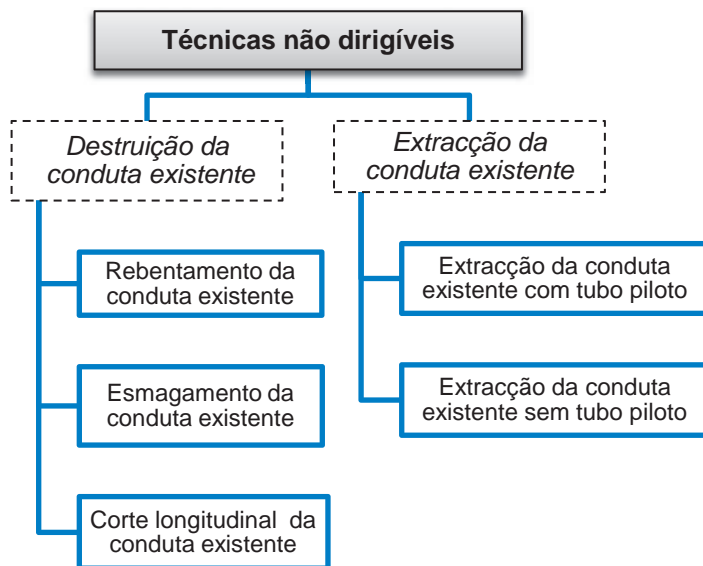 Técnicas não dirigíveis
Destruição da
conduta existente
Extracção da
conduta existente
Rebentamento da
conduta existente
Esmagamento da
conduta existente
Corte longitudinal da
conduta existente
Extracção da conduta
existente com tubo piloto
Extracção da conduta
existente sem tubo piloto